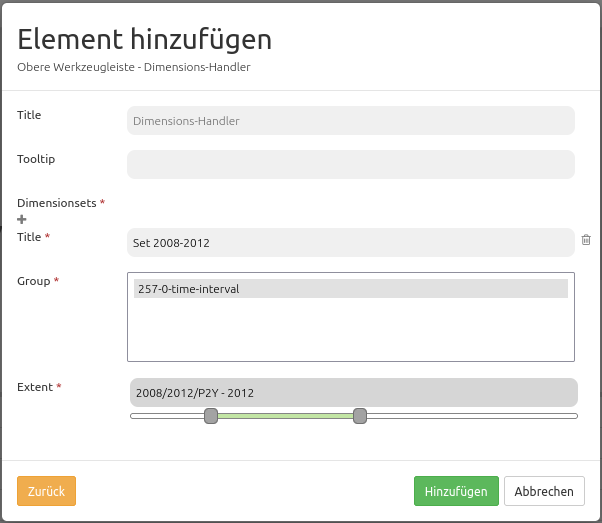 Element hinzufügen
Obere Werkzeugleiste - Dimensions-Handler
Title
Dimensions-Handler
Tooltip
Dimensionsets *
Title *
Set 2008-2012
Group *
257-0-time-interval
Extent *
2008/2012/P2Y - 2012
Zurück
Hinzufügen
Abbrechen